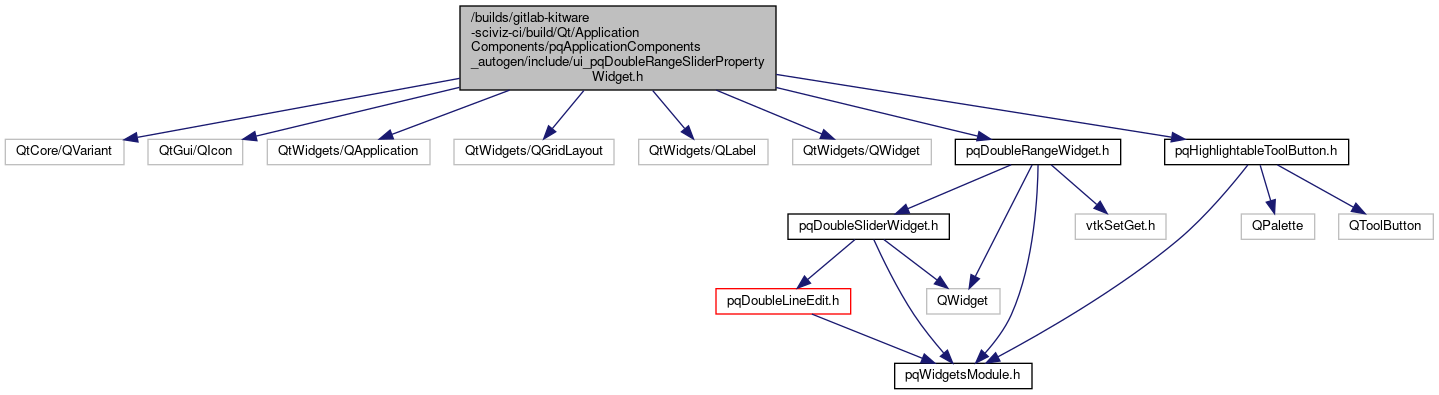 /builds/gitlab-kitware
-sciviz-ci/build/Qt/Application
Components/pqApplicationComponents
_autogen/include/ui_pqDoubleRangeSliderProperty
Widget.h
QtCore/QVariant
QtGui/QIcon
QtWidgets/QApplication
QtWidgets/QGridLayout
QtWidgets/QLabel
QtWidgets/QWidget
pqDoubleRangeWidget.h
pqHighlightableToolButton.h
pqDoubleSliderWidget.h
vtkSetGet.h
QPalette
QToolButton
pqDoubleLineEdit.h
QWidget
pqWidgetsModule.h